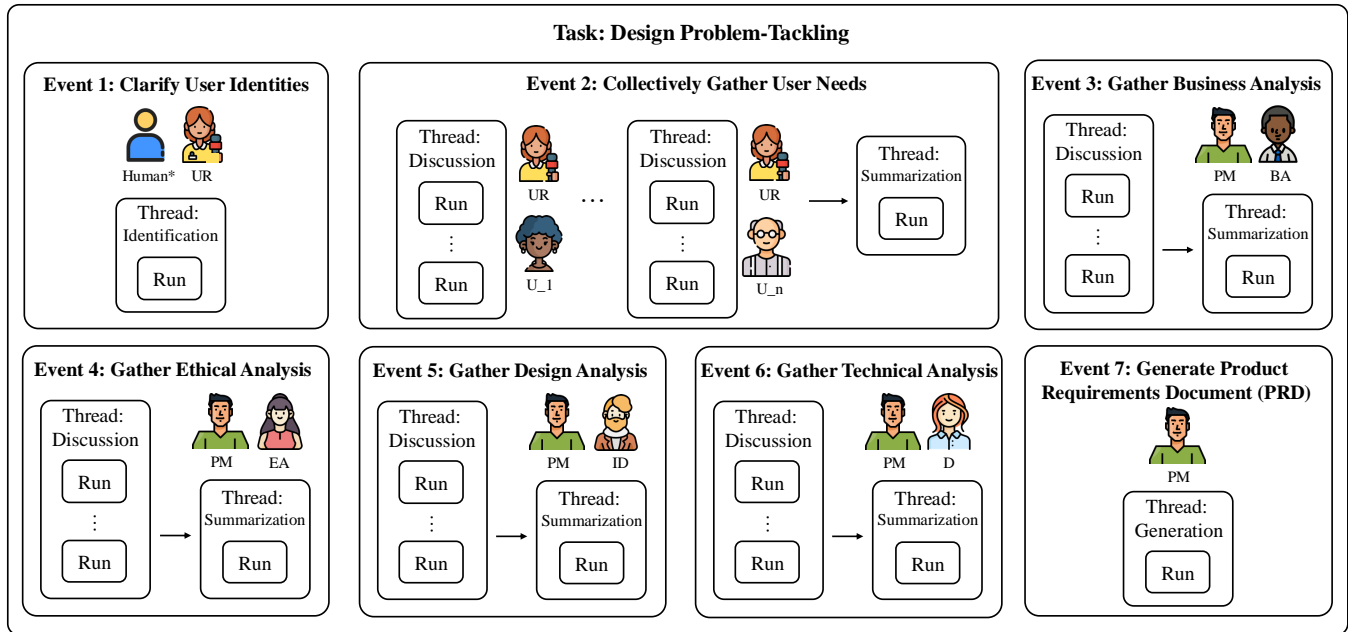 Task: Design Problem-Tackling
Event 1: Clarify User Identities
Human*
UR
Thread:
Identification
Run
Event 2: Collectively Gather User Needs
Thread:
Discussion
Run
⋮
Run
UR
U_1
...
Thread:
Discussion
Run
⋮
Run
UR
U_n
Thread:
Summarization
Run
Event 3: Gather Business Analysis
Thread:
Discussion
Run
⋮
Run
PM
BA
Thread:
Summarization
Run
Event 4: Gather Ethical Analysis
Thread:
Discussion
Run
⋮
Run
PM
EA
Thread:
Summarization
Run
Event 5: Gather Design Analysis
Thread:
Discussion
Run
⋮
Run
PM
ID
Thread:
Summarization
Run
Event 6: Gather Technical Analysis
Thread:
Discussion
Run
⋮
Run
PM
D
Thread:
Summarization
Run
Event 7: Generate Product
Requirements Document (PRD)
PM
Thread:
Generation
Run